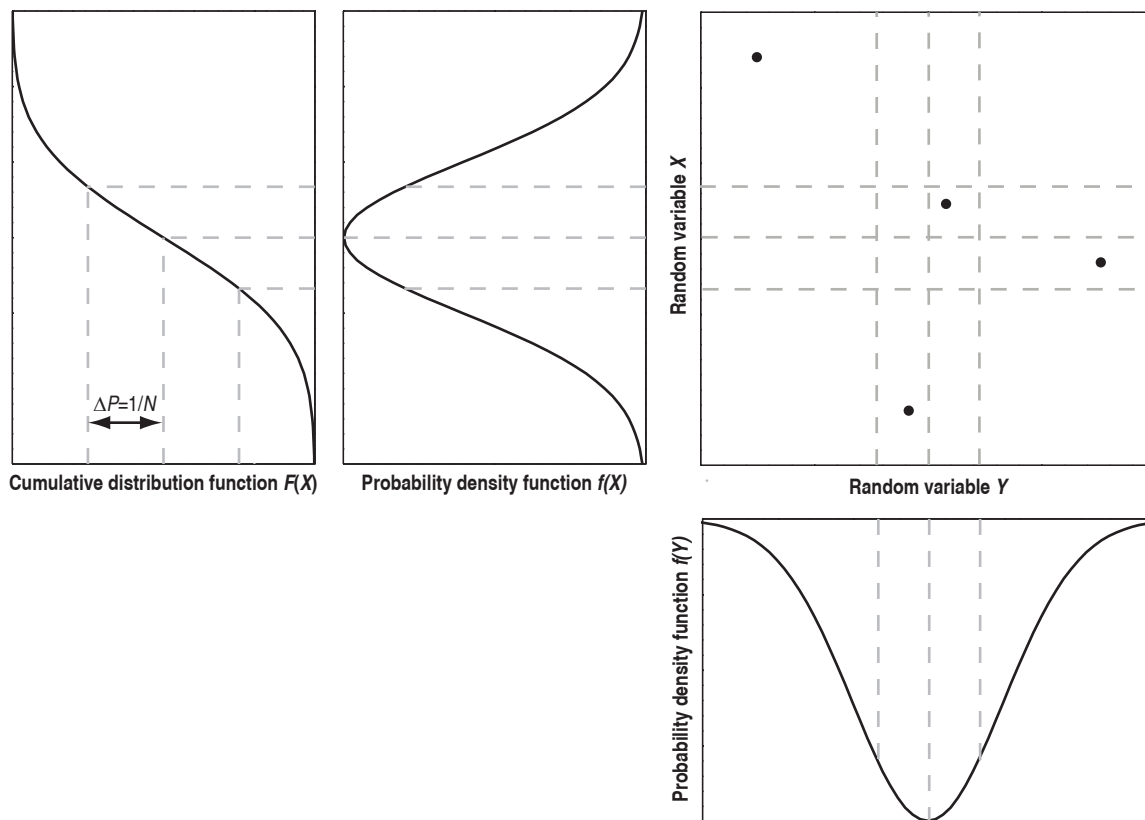 ΔP=1/N
Cumulative distribution function F(X)
Probability density function f(X)
Random variable X
Random variable Y
Probability density function f(Y)